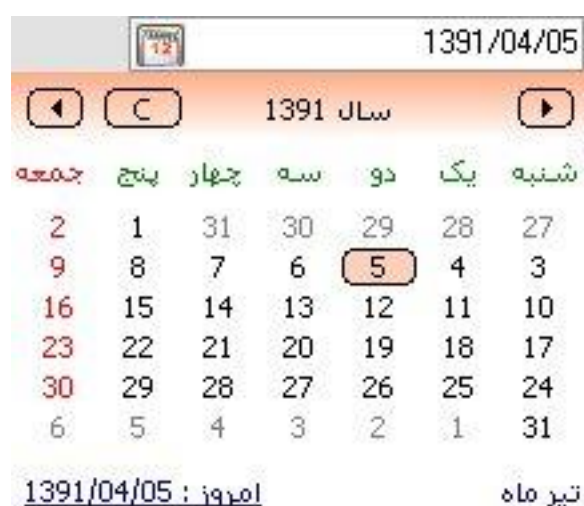 1391/04/05
سال 1391
C
شنبه یک دو سه چهار پنج جمعه
27 28 29 30 31 1 2
3 4 5 6 7 8 9
10 11 12 13 14 15 16
17 18 19 20 21 22 23
24 25 26 27 28 29 30
31 1 2 3 4 5 6
تیر ماه
امروز : 1391/04/05